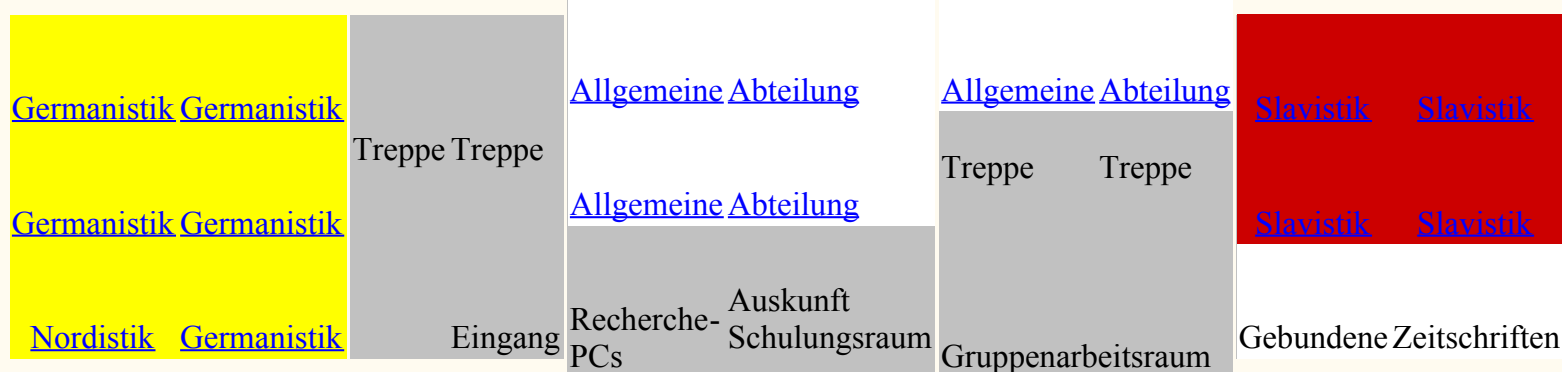 Germanistik Germanistik
Germanistik Germanistik
Nordistik Germanistik
Treppe Treppe
Eingang
Allgemeine Abteilung
Allgemeine Abteilung
Recherche-
PCs
Auskunft
Schulungsraum
Allgemeine Abteilung
Treppe Treppe
Gruppenarbeitsraum
Slavistik Slavistik
Slavistik Slavistik
Gebundene Zeitschriften